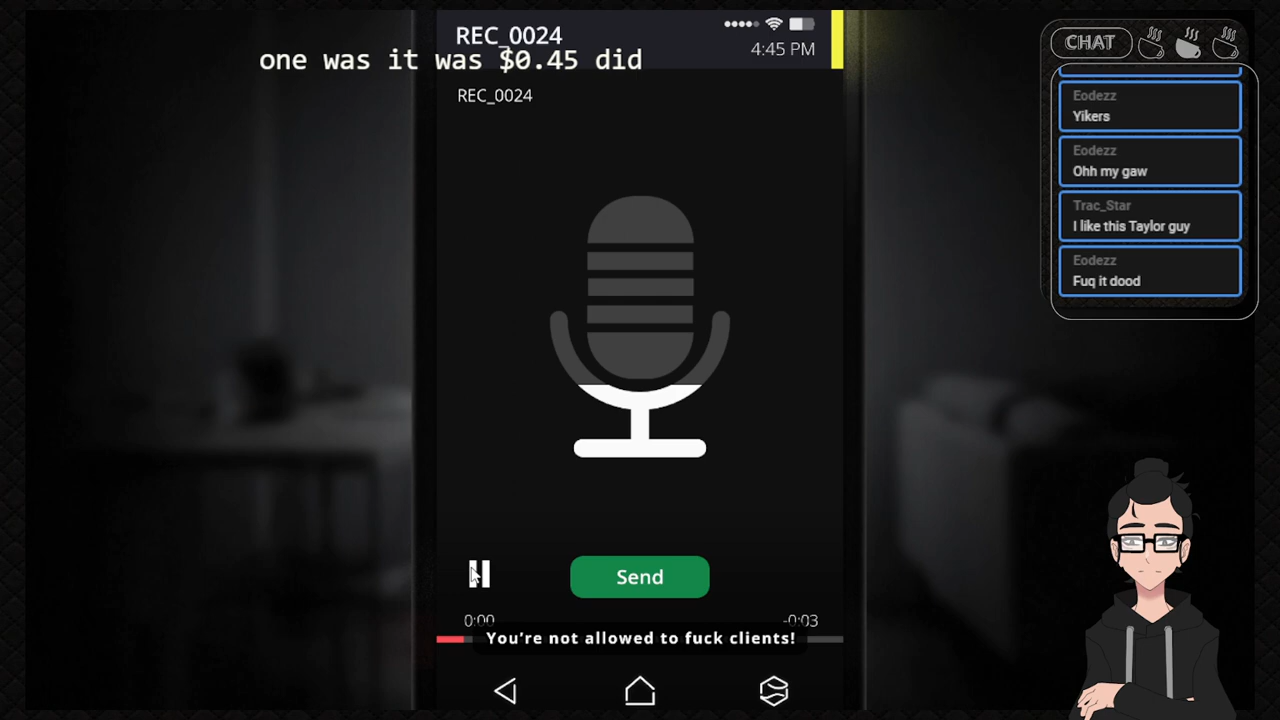 REC_0024
4:45 PM
one was it was $0.45 did
REC_0024
Send
0:00
-0:03
You're not allowed to fuck clients!
CHAT
Eodezz
Yikers
Eodezz
Ohh my gaw
Trac_Star
I like this Taylor guy
Eodezz
Fuq it dood